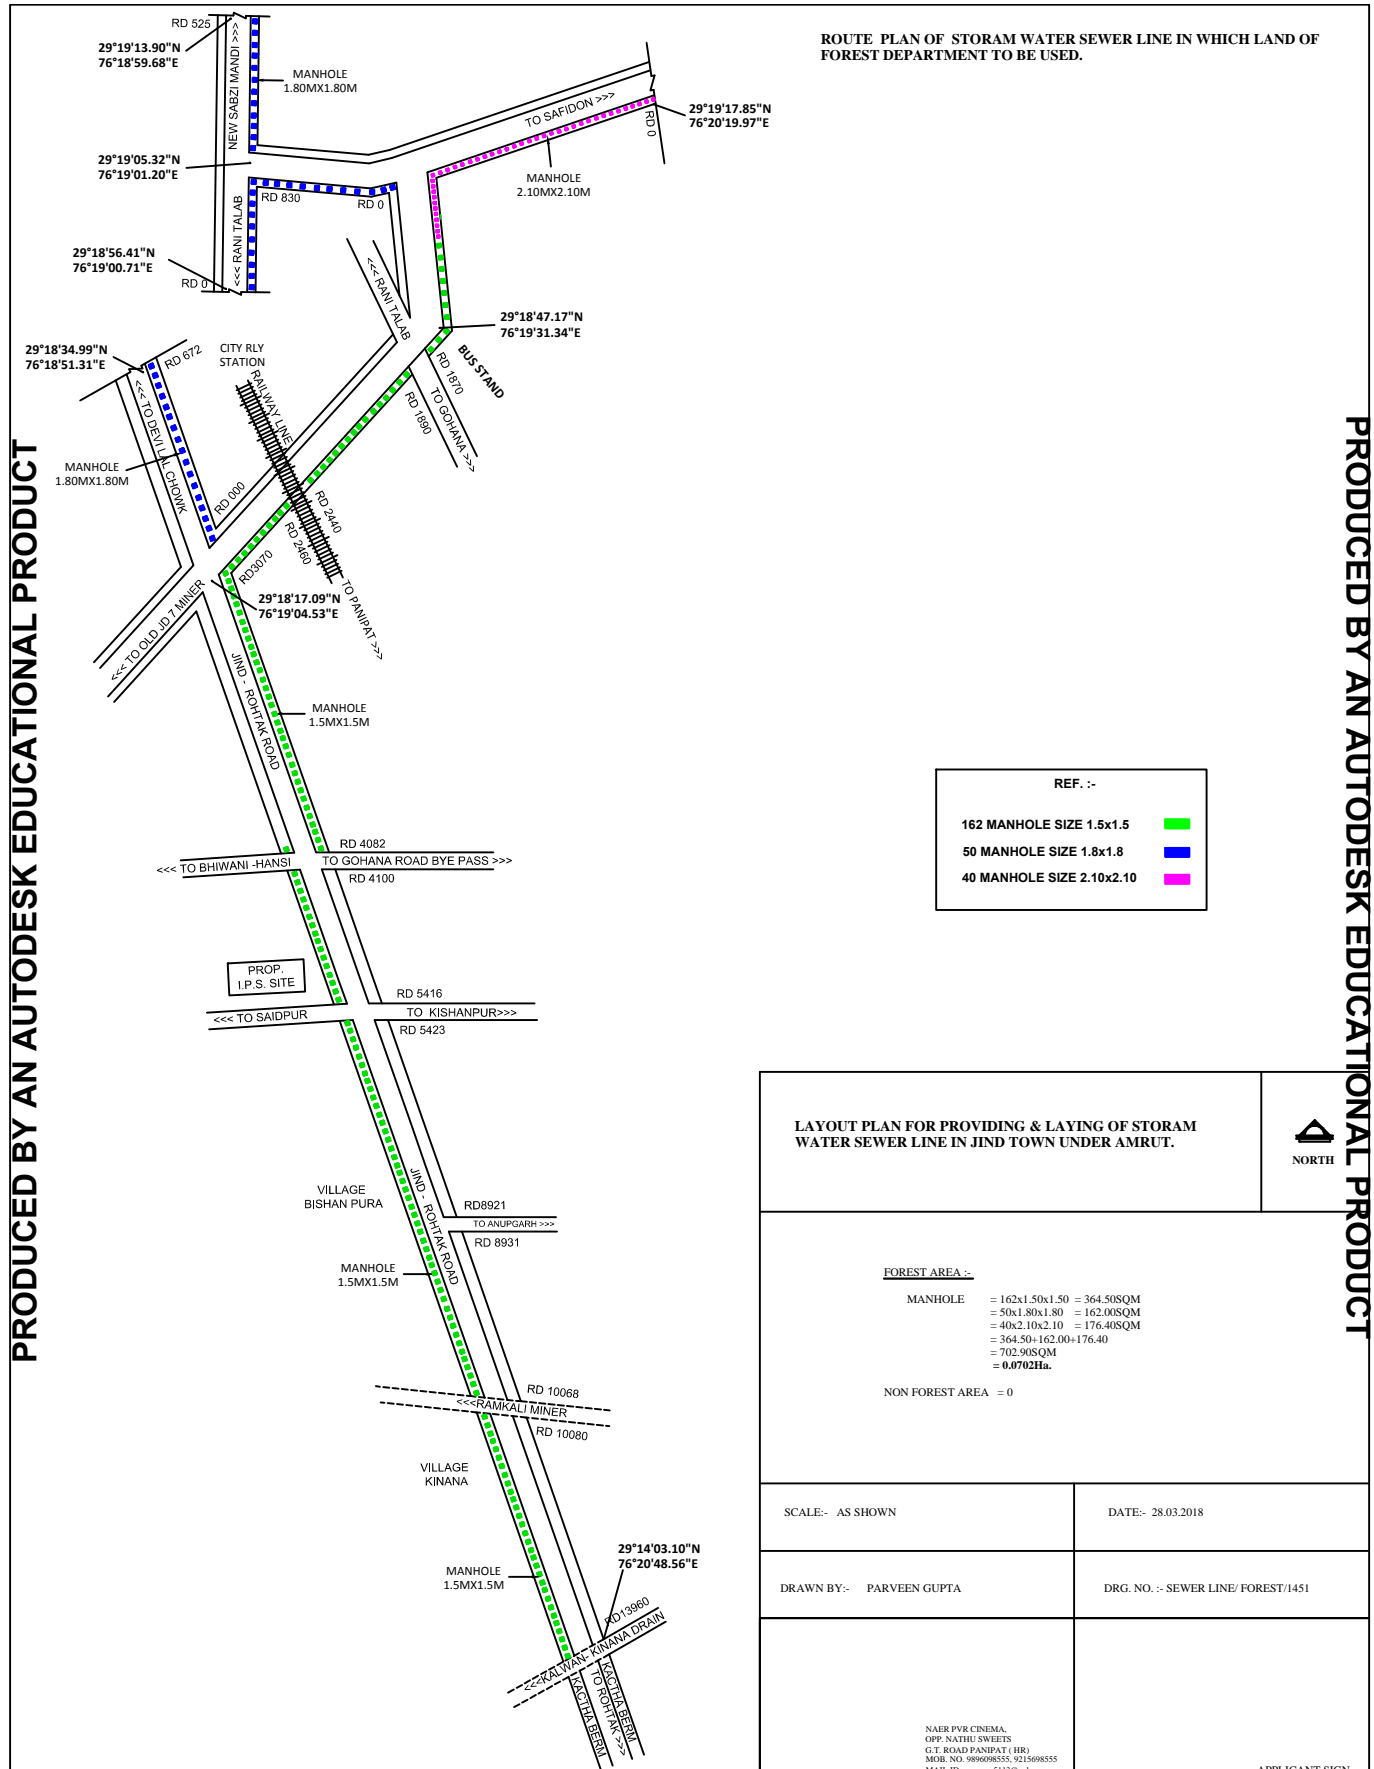 ROUTE PLAN OF STORAM WATER SEWER LINE IN WHICH LAND OF
FOREST DEPARTMENT TO BE USED.
RD 525
29°19'13.90"N
76°18'59.68"E
NEW SABZI MANDI >>>
MANHOLE
1.80MX1.80M
TO SAFIDON >>>
29°19'17.85"N
76°20'19.97"E
RD 0
29°19'05.32"N
76°19'01.20"E
MANHOLE
2.10MX2.10M
RD 830
RD 0
<<< RANI TALAB
29°18'56.41"N
76°19'00.71"E
RD 0
<<< RANI TALAB
29°18'47.17"N
76°19'31.34"E
29°18'34.99"N
76°18'51.31"E
RD 672
CITY RLY
STATION
BUS STAND
RD 1870
TO GOHANA >>>
RD 1890
RAILWAY LINE
<<< TO DEVI LAL CHOWK
MANHOLE
1.80MX1.80M
RD 000
RD 2440
RD 2460
RD3070
TO PANIPAT >>>
29°18'17.09"N
76°19'04.53"E
<<< TO OLD JD 7 MINER
JIND - ROHTAK ROAD
MANHOLE
1.5MX1.5M
RD 4082
<<< TO BHIWANI -HANSI
TO GOHANA ROAD BYE PASS >>>
RD 4100
PROP.
I.P.S. SITE
RD 5416
<<< TO SAIDPUR
TO KISHANPUR>>>
RD 5423
VILLAGE
BISHAN PURA
JIND - ROHTAK ROAD
RD8921
TO ANUPGARH >>>
RD 8931
MANHOLE
1.5MX1.5M
RD 10068
<<<RAMKALI MINER
RD 10080
VILLAGE
KINANA
29°14'03.10"N
76°20'48.56"E
MANHOLE
1.5MX1.5M
RD13960
<<<KALWAN- KINANA DRAIN
KACTHA BERM
TO ROHTAK >>>
KACTHA BERM
REF. :-
162 MANHOLE SIZE 1.5x1.5
50 MANHOLE SIZE 1.8x1.8
40 MANHOLE SIZE 2.10x2.10
LAYOUT PLAN FOR PROVIDING & LAYING OF STORAM
WATER SEWER LINE IN JIND TOWN UNDER AMRUT.
NORTH
FOREST AREA :-
MANHOLE = 162x1.50x1.50 = 364.50SQM
= 50x1.80x1.80 = 162.00SQM
= 40x2.10x2.10 = 176.40SQM
= 364.50+162.00+176.40
= 702.90SQM
= 0.0702Ha.
NON FOREST AREA = 0
SCALE:- AS SHOWN
DATE:- 28.03.2018
DRAWN BY:- PARVEEN GUPTA
DRG. NO. :- SEWER LINE/ FOREST/1451
NAER PVR CINEMA,
OPP. NATHU SWEETS
G.T. ROAD PANIPAT ( HR)
MOB. NO. 9896098555, 9215698555
APPLICANT SIGN
PRODUCED BY AN AUTODESK EDUCATIONAL PRODUCT
PRODUCED BY AN AUTODESK EDUCATIONAL PRODUCT